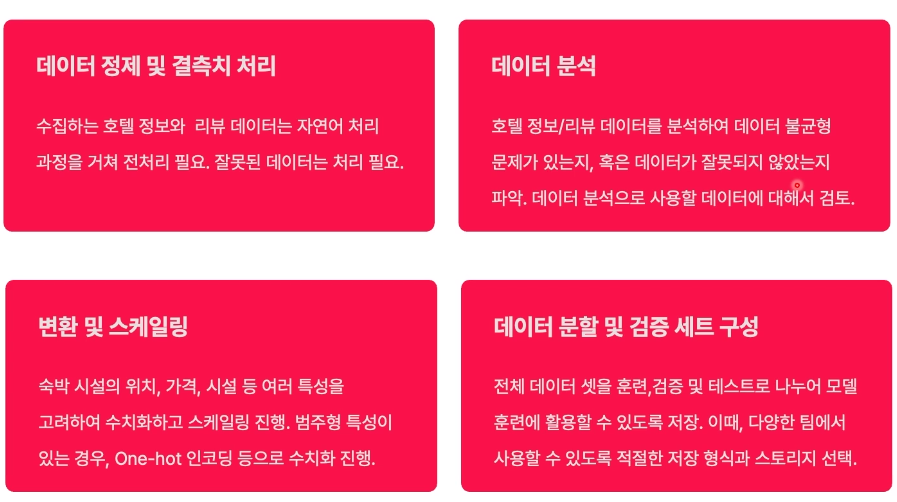 데이터 정제 및 결측치 처리
수집하는 호텔 정보와 리뷰 데이터는 자연어 처리
과정을 거쳐 전처리 필요. 잘못된 데이터는 처리 필요.
데이터 분석
호텔 정보/리뷰 데이터를 분석하여 데이터 불균형
문제가 있는지, 혹은 데이터가 잘못되지 않았는지
파악. 데이터 분석으로 사용할 데이터에 대해서 검토.
변환 및 스케일링
숙박 시설의 위치, 가격, 시설 등 여러 특성을
고려하여 수치화하고 스케일링 진행. 범주형 특성이
있는 경우, One-hot 인코딩 등으로 수치화 진행.
데이터 분할 및 검증 세트 구성
전체 데이터 셋을 훈련,검증 및 테스트로 나누어 모델
훈련에 활용할 수 있도록 저장. 이때, 다양한 팀에서
사용할 수 있도록 적절한 저장 형식과 스토리지 선택.